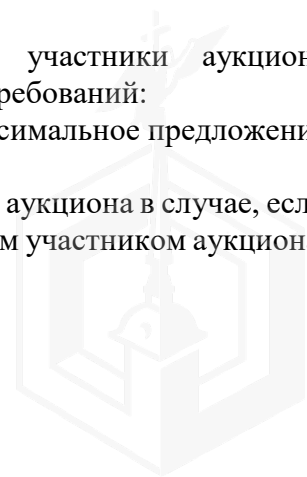 участники аукцион
ребований:
симальное предложени
аукциона в случае, есл
м участником аукцион